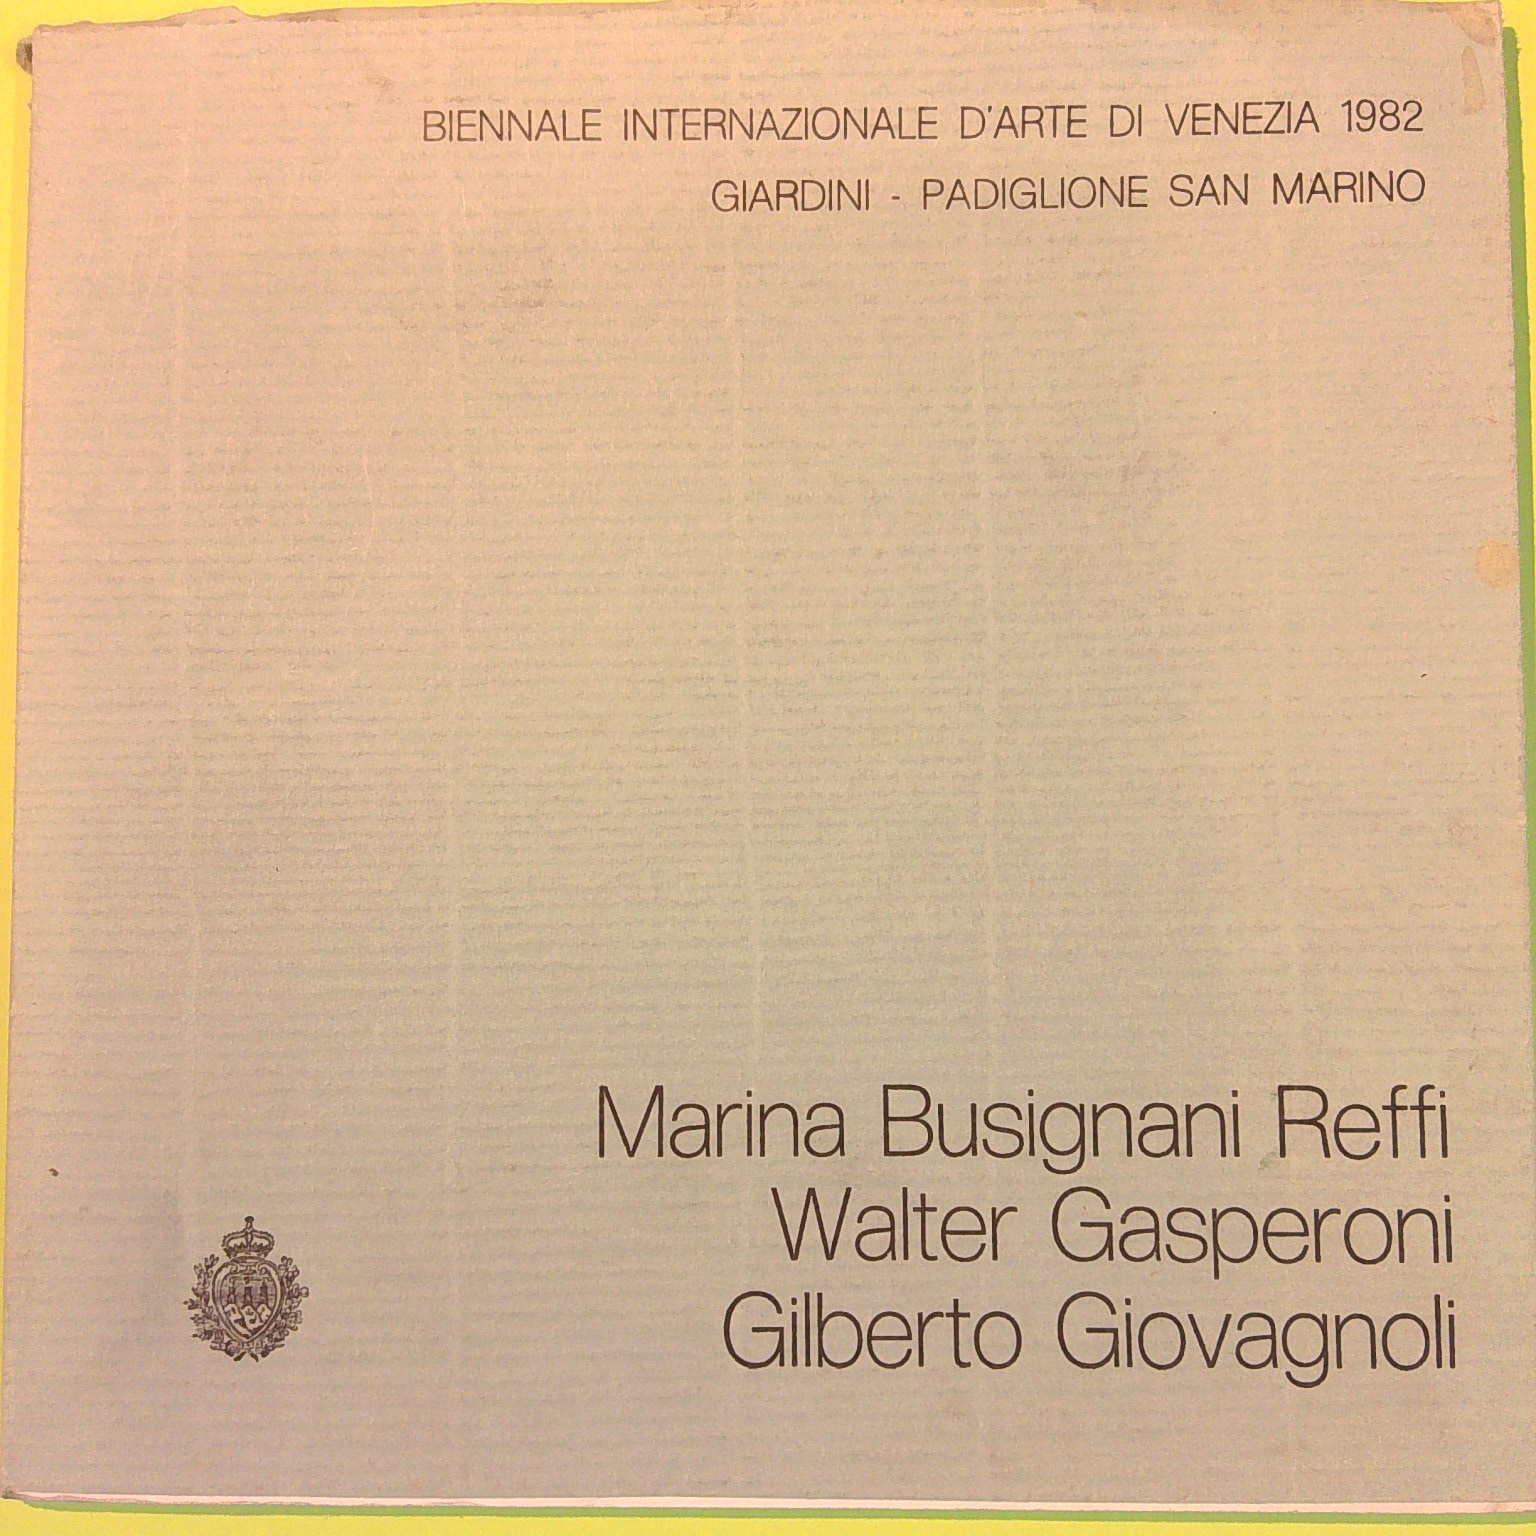 BIENNALE INTERNAZIONALE D'ARTE DI VENEZIA 1982
GIARDINI - PADIGLIONE SAN MARINO
Marina Busignani Reffi
Walter Gasperoni
Gilberto Giovagnoli